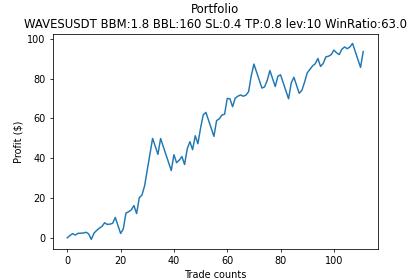 Portfolio
WAVESUSDT BBM:1.8 BBL:160 SL:0.4 TP:0.8 lev:10 WinRatio:63.0
100
80
60
40
20
0
Profit ($)
0 20 40 60 80 100
Trade counts